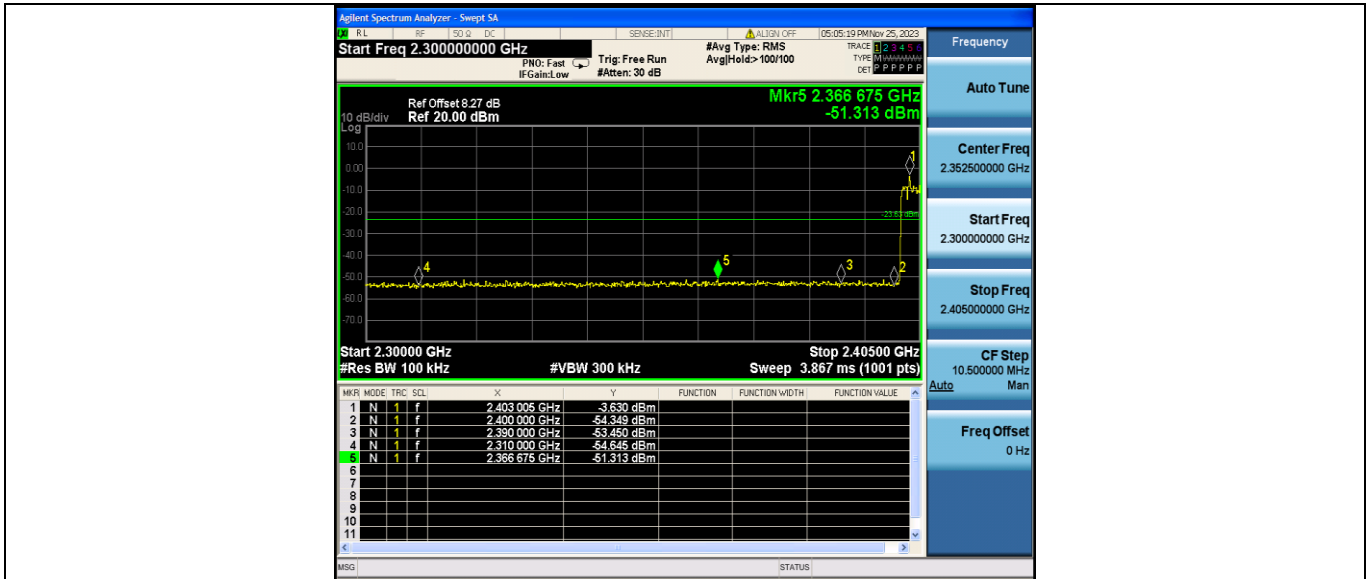 Agilent Spectrum Analyzer - Swept SA
LXI RL RF 50 Ω DC SENSE:INT ALIGN OFF 05:05:19 PM Nov 25, 2023
Start Freq 2.300000000 GHz
PNO: Fast
IFGain:Low
Trig: Free Run
#Atten: 30 dB
#Avg Type: RMS
Avg|Hold:>100/100
TRACE 1 2 3 4 5 6
TYPE M
DET P P P P P P
Mkr5 2.366 675 GHz
-51.313 dBm
Ref Offset 8.27 dB
10 dB/div Ref 20.00 dBm
Log
10.0
0.00
-10.0
-20.0
-30.0
-40.0
-50.0
-60.0
-70.0
1
-23.63 dBm
4
5
3
2
Start 2.30000 GHz
Stop 2.40500 GHz
#Res BW 100 kHz
#VBW 300 kHz
Sweep 3.867 ms (1001 pts)
MKR MODE TRC SCL X Y FUNCTION FUNCTION WIDTH FUNCTION VALUE
1 N 1 f 2.403 005 GHz -3.630 dBm
2 N 1 f 2.400 000 GHz -54.349 dBm
3 N 1 f 2.390 000 GHz -53.450 dBm
4 N 1 f 2.310 000 GHz -54.645 dBm
5 N 1 f 2.366 675 GHz -51.313 dBm
6
7
8
9
10
11
MSG
STATUS
Frequency
Auto Tune
Center Freq
2.352500000 GHz
Start Freq
2.300000000 GHz
Stop Freq
2.405000000 GHz
CF Step
10.500000 MHz
Auto Man
Freq Offset
0 Hz